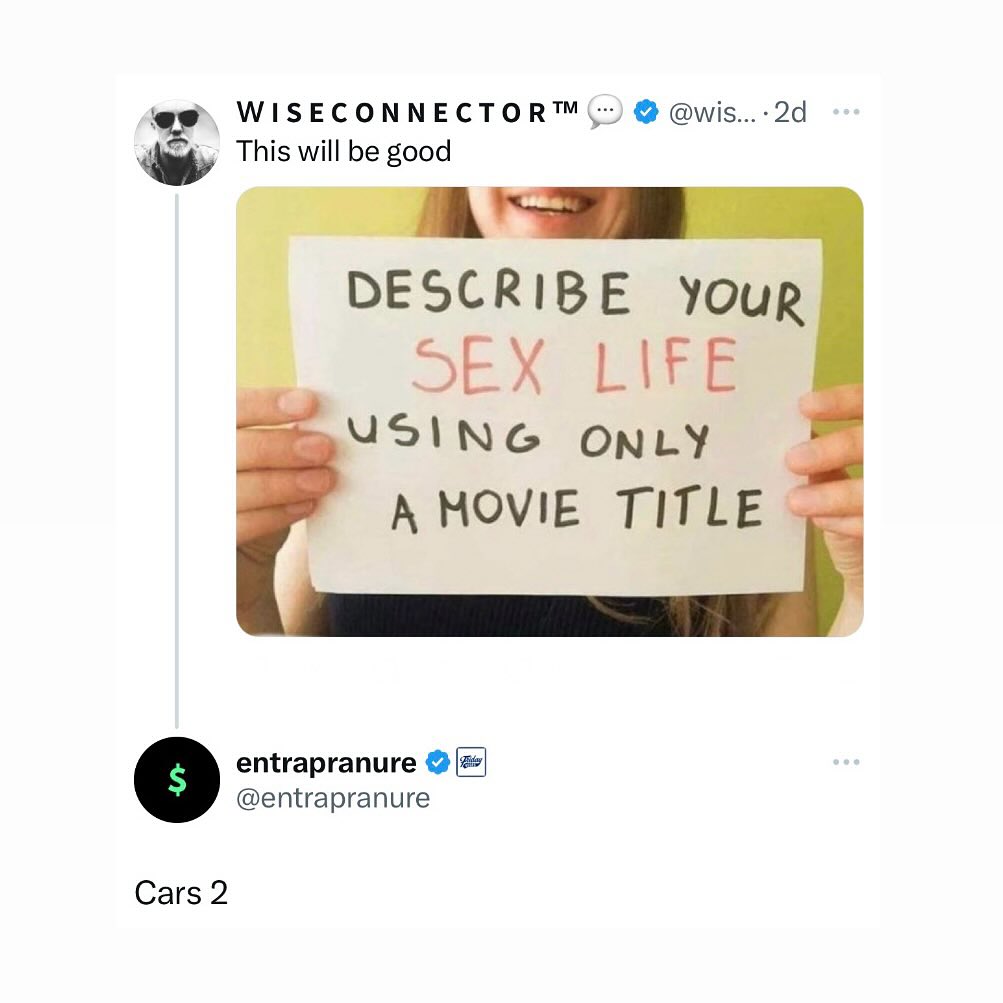 WISECONNECTOR™ 💬 @wis... · 2d
This will be good
DESCRIBE YOUR
SEX LIFE
USING ONLY
A MOVIE TITLE
entrapranure
@entrapranure
Cars 2